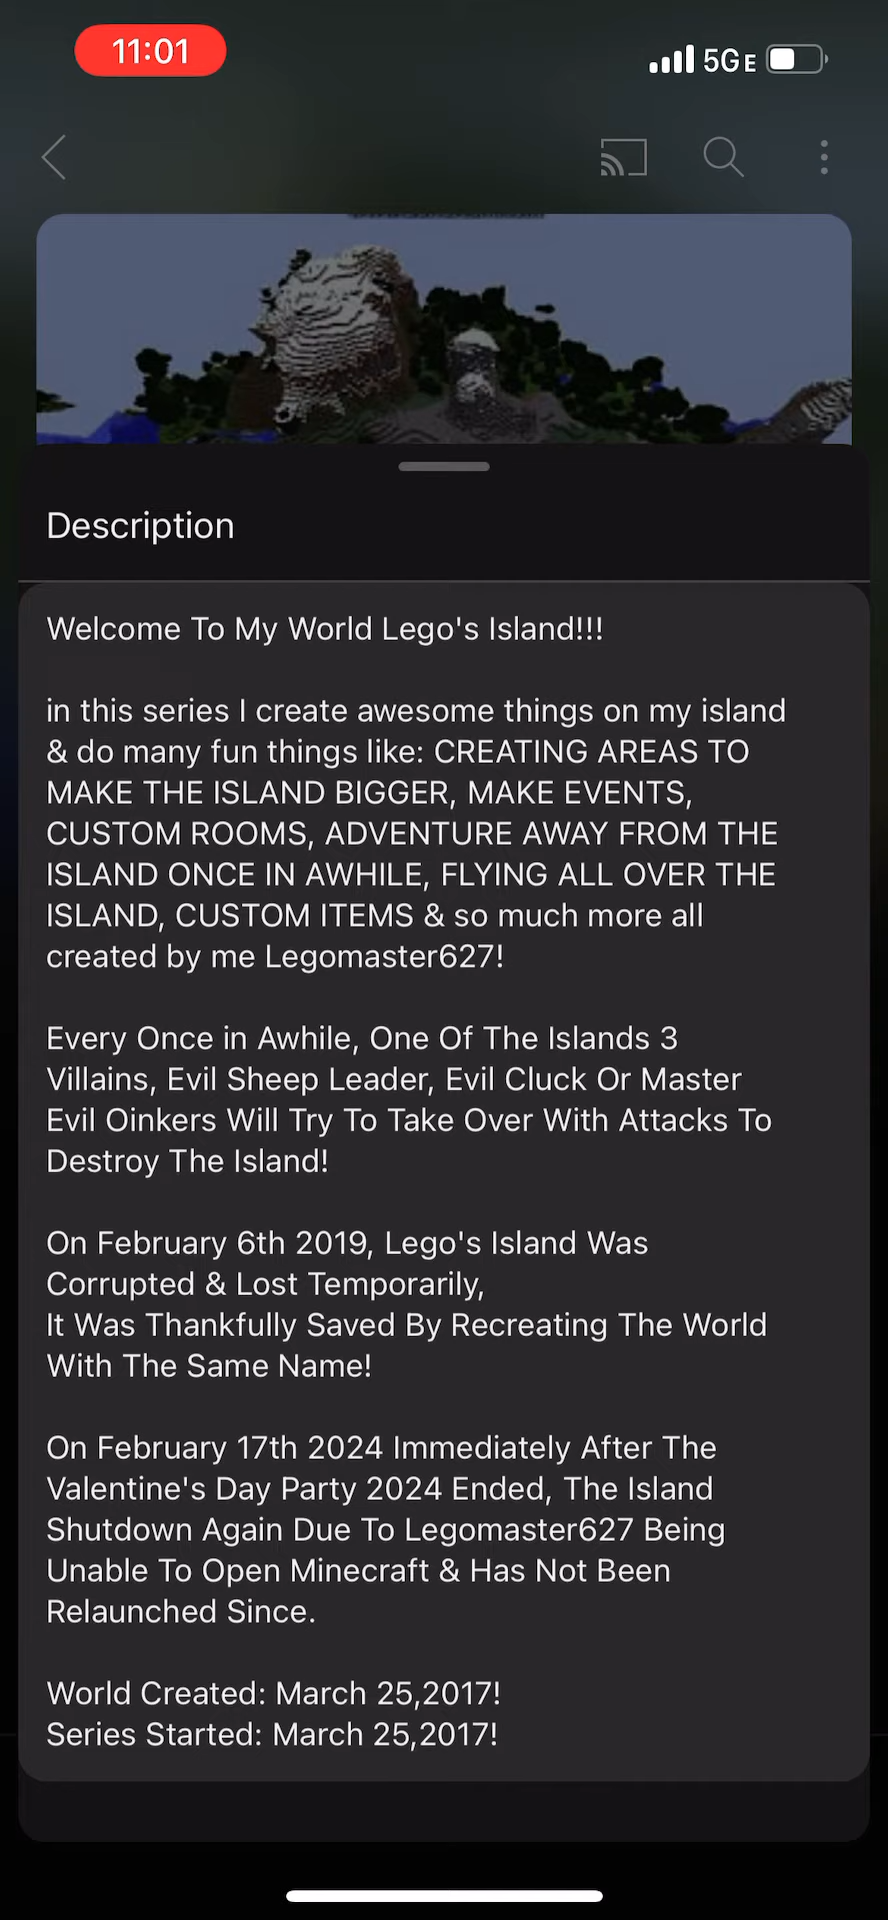 11:01
5GE
Description
Welcome To My World Lego's Island!!!
in this series I create awesome things on my island
& do many fun things like: CREATING AREAS TO
MAKE THE ISLAND BIGGER, MAKE EVENTS,
CUSTOM ROOMS, ADVENTURE AWAY FROM THE
ISLAND ONCE IN AWHILE, FLYING ALL OVER THE
ISLAND, CUSTOM ITEMS & so much more all
created by me Legomaster627!
Every Once in Awhile, One Of The Islands 3
Villains, Evil Sheep Leader, Evil Cluck Or Master
Evil Oinkers Will Try To Take Over With Attacks To
Destroy The Island!
On February 6th 2019, Lego's Island Was
Corrupted & Lost Temporarily,
It Was Thankfully Saved By Recreating The World
With The Same Name!
On February 17th 2024 Immediately After The
Valentine's Day Party 2024 Ended, The Island
Shutdown Again Due To Legomaster627 Being
Unable To Open Minecraft & Has Not Been
Relaunched Since.
World Created: March 25,2017!
Series Started: March 25,2017!